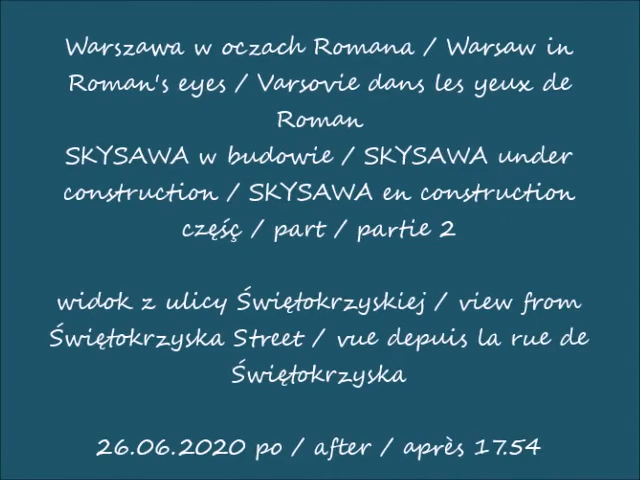 Warszawa w oczach Romana / Warsaw in
Roman's eyes / Varsovie dans les yeux de
Roman
SKYSAWA w budowie / SKYSAWA under
construction / SKYSAWA en construction
częśç / part / partie 2
widok z ulicy Świętokrzyskiej / view from
Świętokrzyska Street / vue depuis la rue de
Świętokrzyska
26.06.2020 po / after / après 17.54